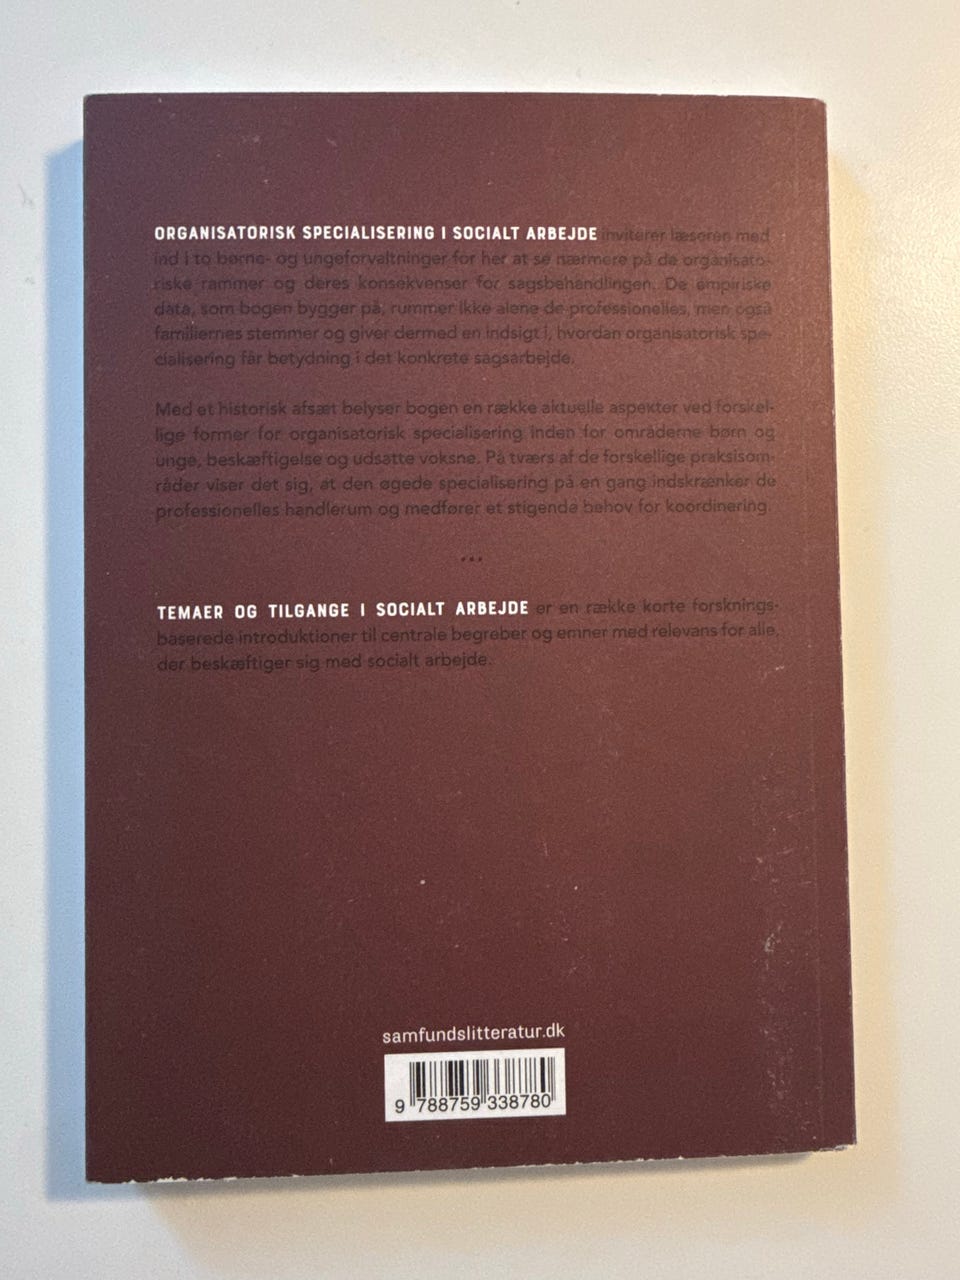 ORGANISATORISK SPECIALISERING I SOCIALT ARBEJDE inviterer læseren med
ind i to børne- og ungeforvaltninger for her at se nærmere på de organisato-
riske rammer og deres konsekvenser for sagsbehandlingen. De empiriske
data, som bogen bygger på, rummer ikke alene de professionelles, men også
familiernes stemmer og giver dermed en indsigt i, hvordan organisatorisk spe-
cialisering får betydning i det konkrete sagsarbejde.
Med et historisk afsæt belyser bogen en række aktuelle aspekter ved forskel-
lige former for organisatorisk specialisering inden for områderne børn og
unge, beskæftigelse og udsatte voksne. På tværs af de forskellige praksisom-
råder viser det sig, at den øgede specialisering på en gang indskrænker de
professionelles handlerum og medfører et stigende behov for koordinering.
...
TEMAER OG TILGANGE I SOCIALT ARBEJDE er en række korte forsknings-
baserede introduktioner til centrale begreber og emner med relevans for alle,
der beskæftiger sig med socialt arbejde.
samfundslitteratur.dk
9 788759 338780